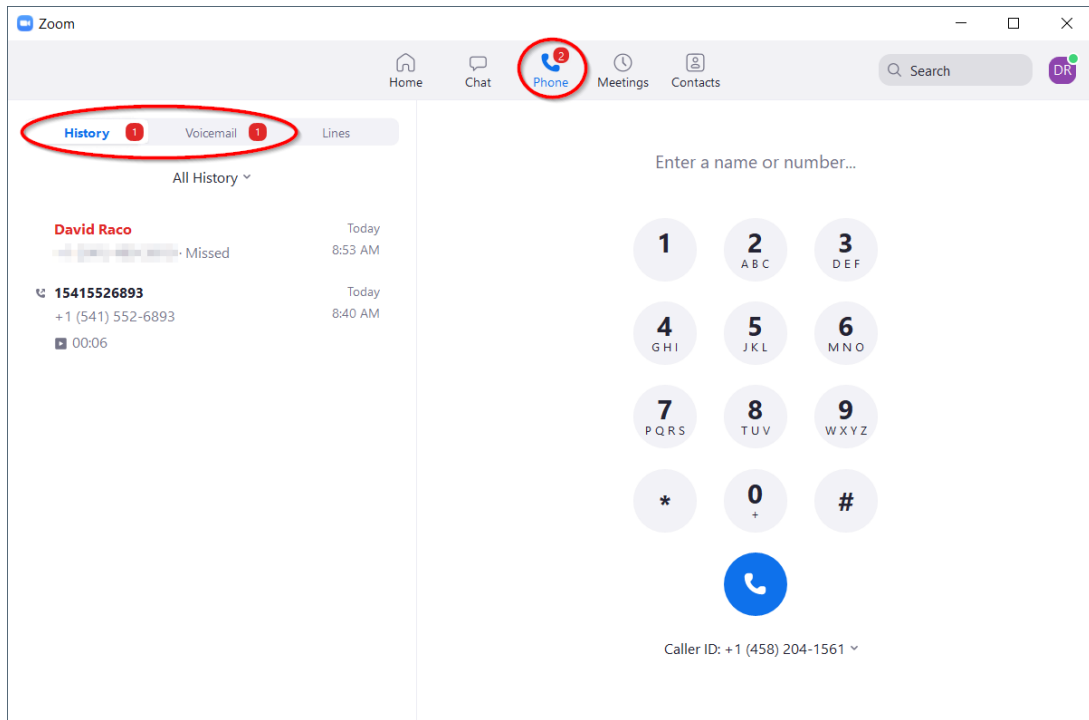 Zoom
2
Home Chat Phone Meetings Contacts
Search
DR
History 1 Voicemail 1 Lines
All History
David Raco Today
· Missed 8:53 AM
15415526893 Today
+1 (541) 552-6893 8:40 AM
00:06
Enter a name or number...
1 2 3
ABC DEF
4 5 6
GHI JKL MNO
7 8 9
PQRS TUV WXYZ
* 0 #
+
Caller ID: +1 (458) 204-1561